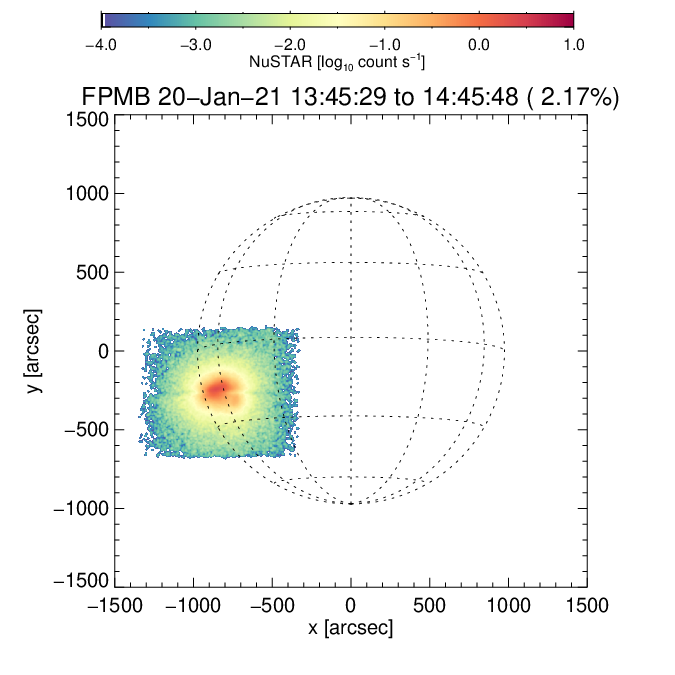 −4.0 −3.0 −2.0 −1.0 0.0 1.0
NuSTAR [log10 count s−1]
FPMB 20−Jan−21 13:45:29 to 14:45:48 ( 2.17%)
1500
1000
500
0
−500
−1000
−1500
y [arcsec]
−1500 −1000 −500 0 500 1000 1500
x [arcsec]